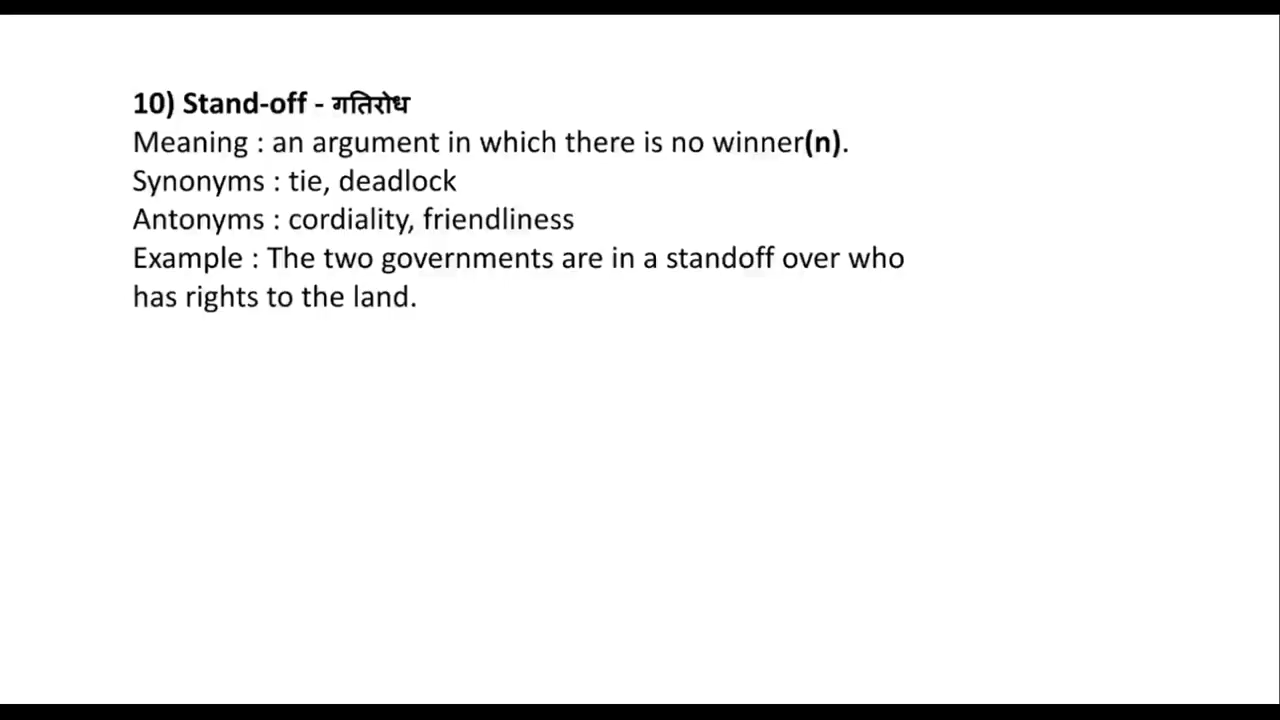 10) Stand-off - गतिरोध
Meaning : an argument in which there is no winner(n).
Synonyms : tie, deadlock
Antonyms : cordiality, friendliness
Example : The two governments are in a standoff over who
has rights to the land.